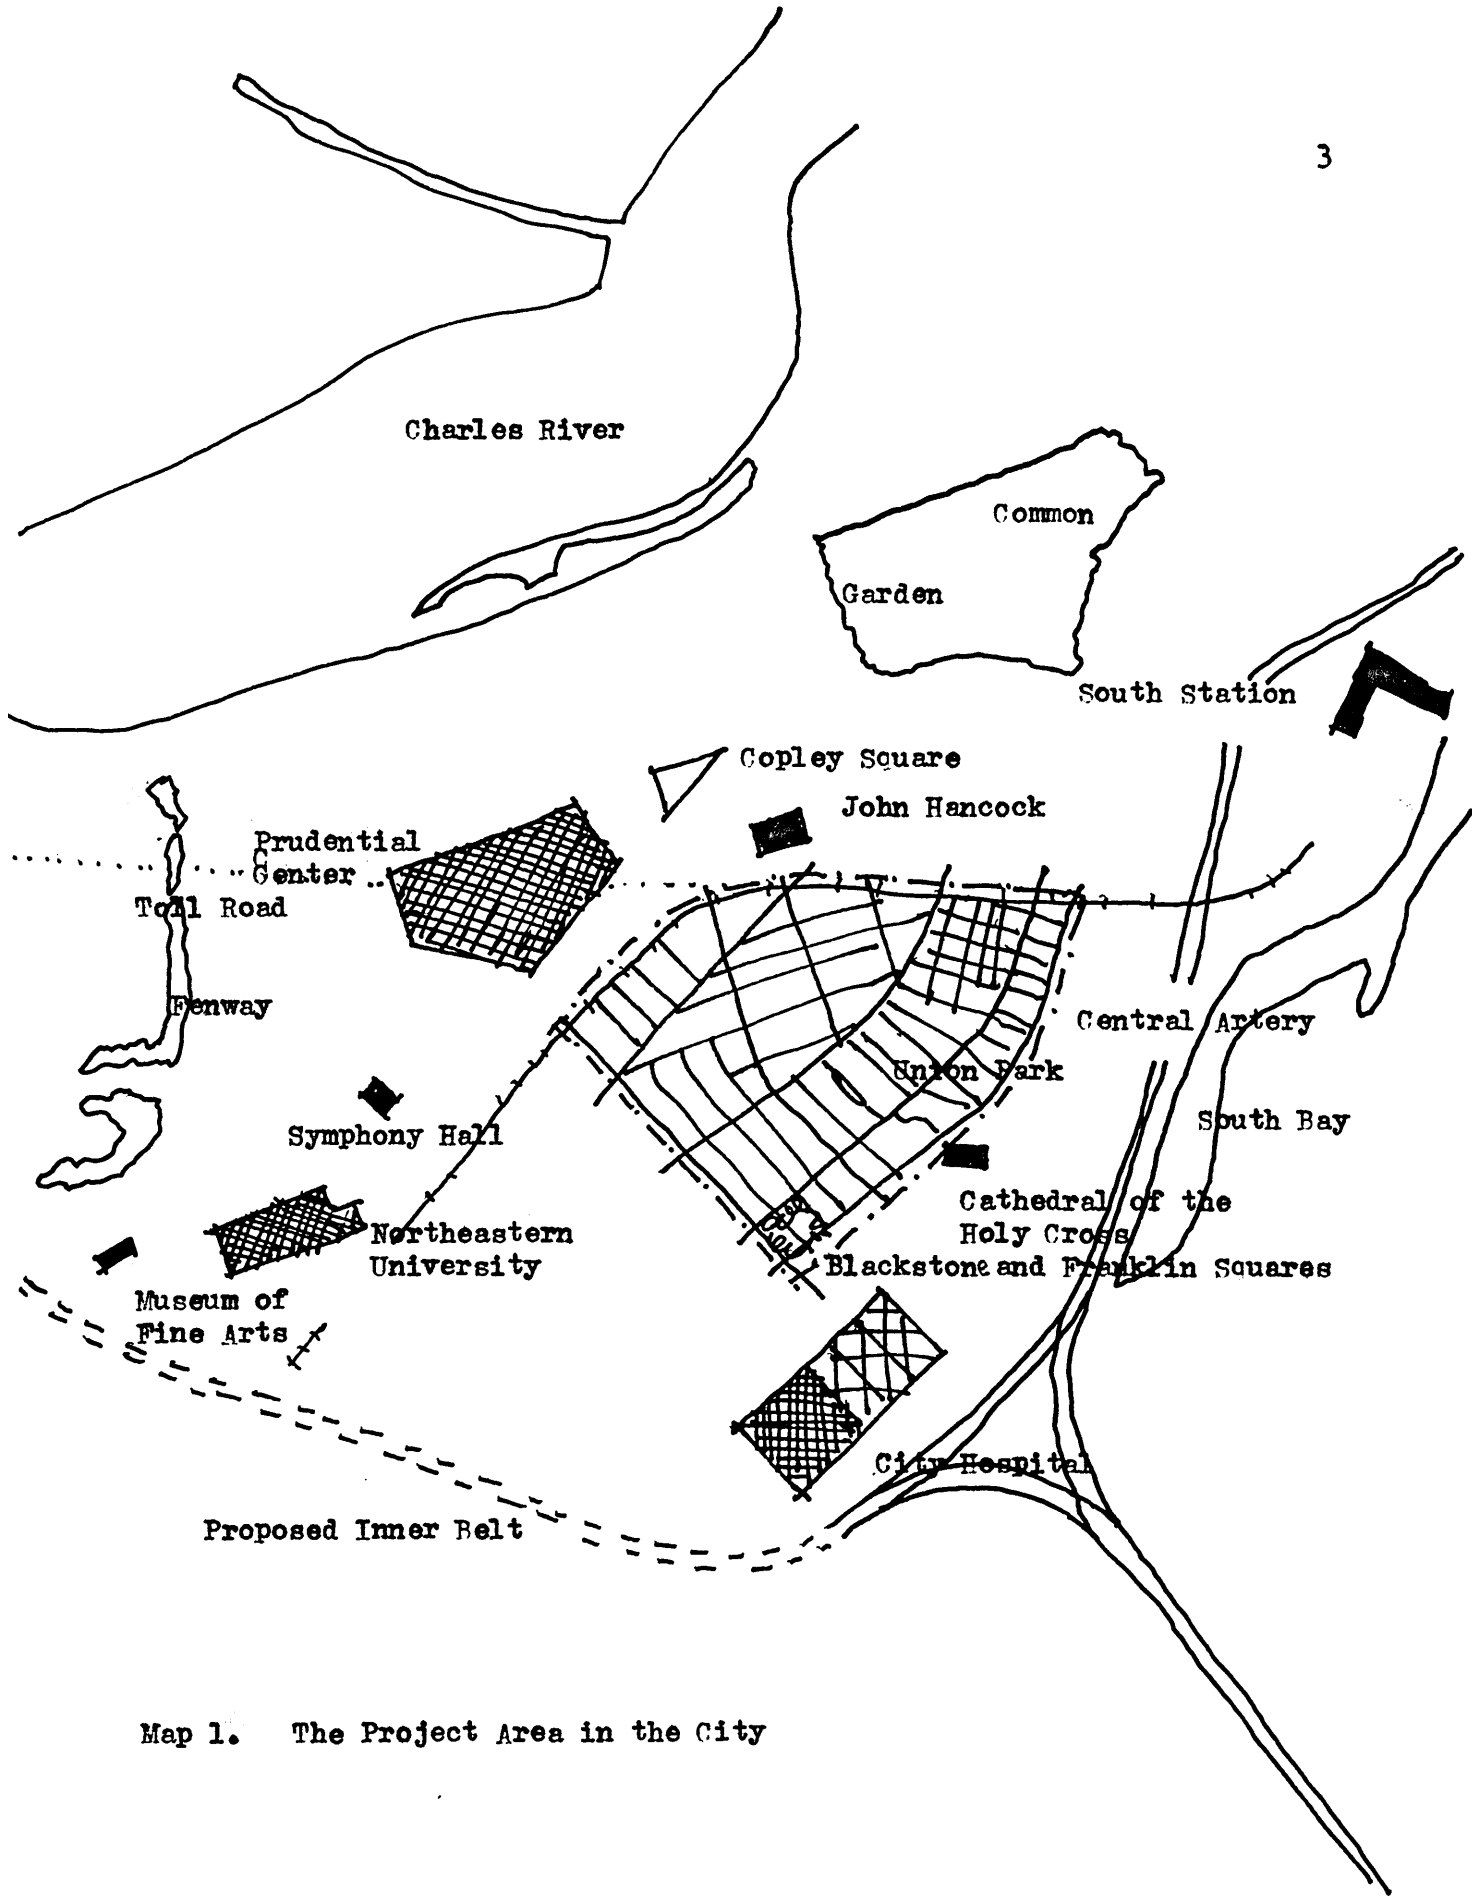 3
Charles River
Common
Garden
South Station
Copley Square
John Hancock
Prudential
Center
Toll Road
Fenway
Central Artery
Union Park
South Bay
Symphony Hall
Cathedral of the
Holy Cross
Northeastern
University
Blackstone and Franklin Squares
Museum of
Fine Arts
City Hospital
Proposed Inner Belt
Map 1. The Project Area in the City